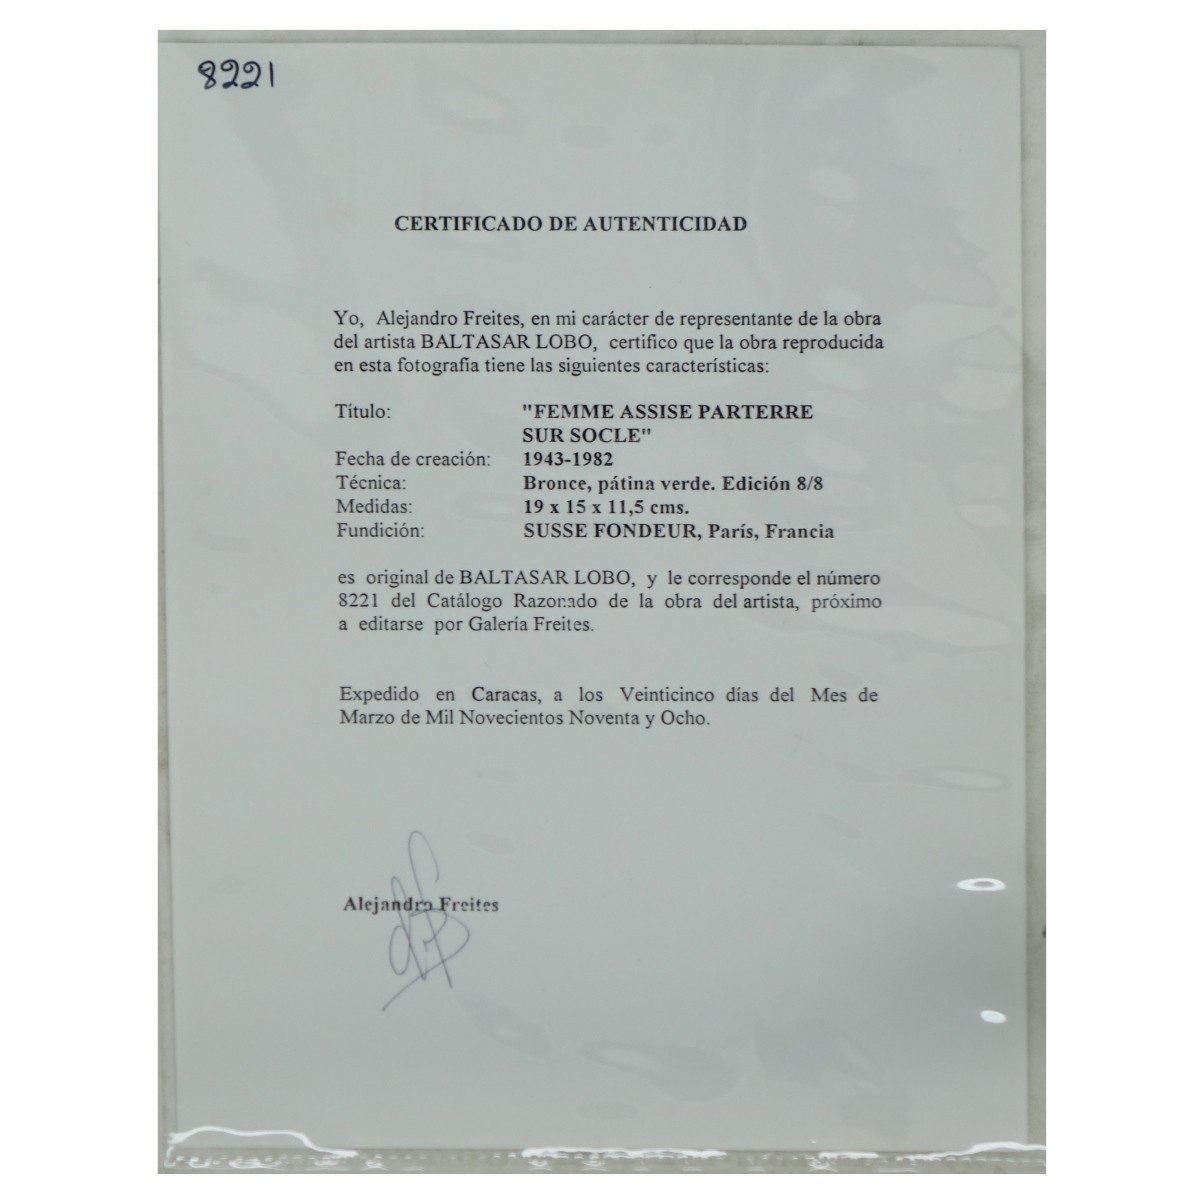 8221
CERTIFICADO DE AUTENTICIDAD
Yo, Alejandro Freites, en mi carácter de representante de la obra
del artista BALTASAR LOBO, certifico que la obra reproducida
en esta fotografía tiene las siguientes características:
Título: "FEMME ASSISE PARTERRE
SUR SOCLE"
Fecha de creación: 1943-1982
Técnica: Bronce, pátina verde. Edición 8/8
Medidas: 19 x 15 x 11,5 cms.
Fundición: SUSSE FONDEUR, París, Francia
es original de BALTASAR LOBO, y le corresponde el número
8221 del Catálogo Razonado de la obra del artista, próximo
a editarse por Galería Freites.
Expedido en Caracas, a los Veinticinco días del Mes de
Marzo de Mil Novecientos Noventa y Ocho.
Alejandro Freites